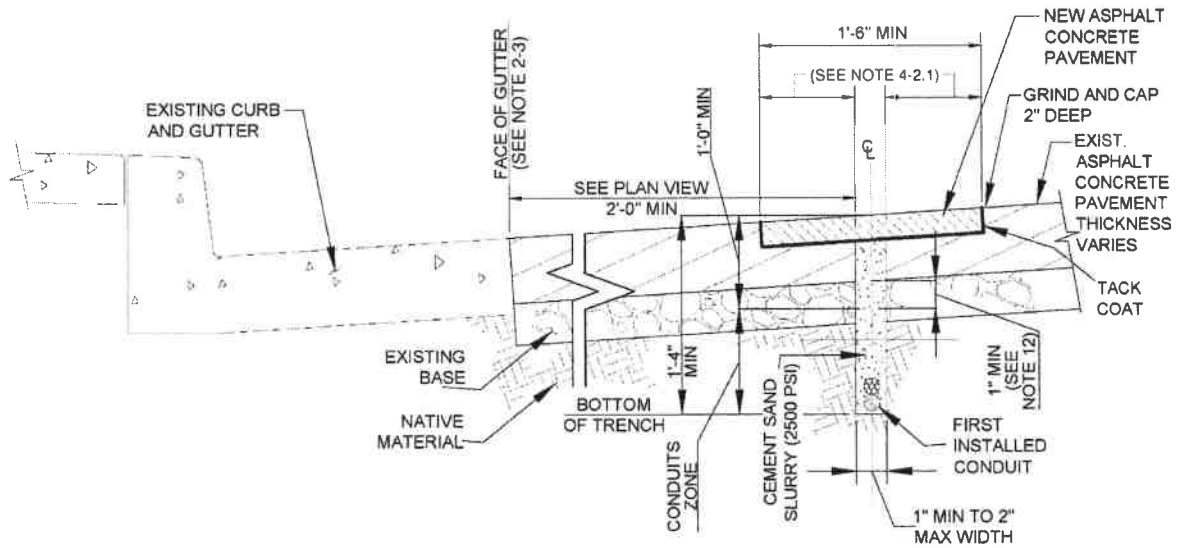 NEW ASPHALT
CONCRETE
PAVEMENT
1'-6" MIN
(SEE NOTE 4-2.1)
FACE OF GUTTER
(SEE NOTE 2-3)
EXISTING CURB
AND GUTTER
1'-0" MIN
GRIND AND CAP
2" DEEP
℄
EXIST.
ASPHALT
CONCRETE
PAVEMENT
THICKNESS
VARIES
SEE PLAN VIEW
2'-0" MIN
TACK
COAT
EXISTING
BASE
1'-4"
MIN
1" MIN
(SEE
NOTE 12)
NATIVE
MATERIAL
BOTTOM
OF TRENCH
CONDUITS
ZONE
CEMENT SAND
SLURRY (2500 PSI)
FIRST
INSTALLED
CONDUIT
1" MIN TO 2"
MAX WIDTH